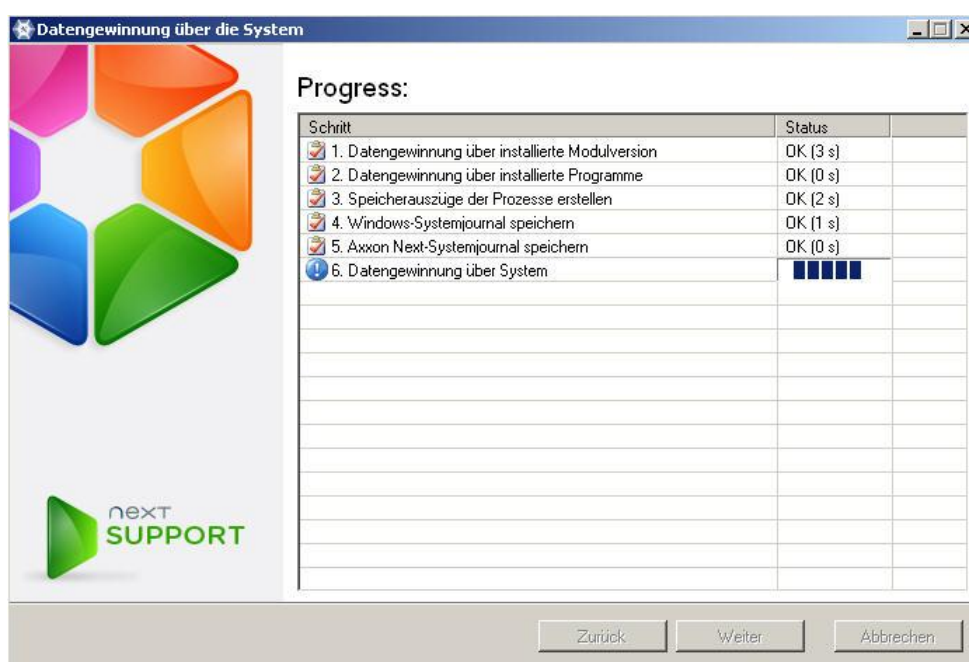 Datengewinnung über die System
Progress:
Schritt Status
1. Datengewinnung über installierte Modulversion OK (3 s)
2. Datengewinnung über installierte Programme OK (0 s)
3. Speicherauszüge der Prozesse erstellen OK (2 s)
4. Windows-Systemjournal speichern OK (1 s)
5. Axxon Next-Systemjournal speichern OK (0 s)
6. Datengewinnung über System
next
SUPPORT
Zurück Weiter Abbrechen